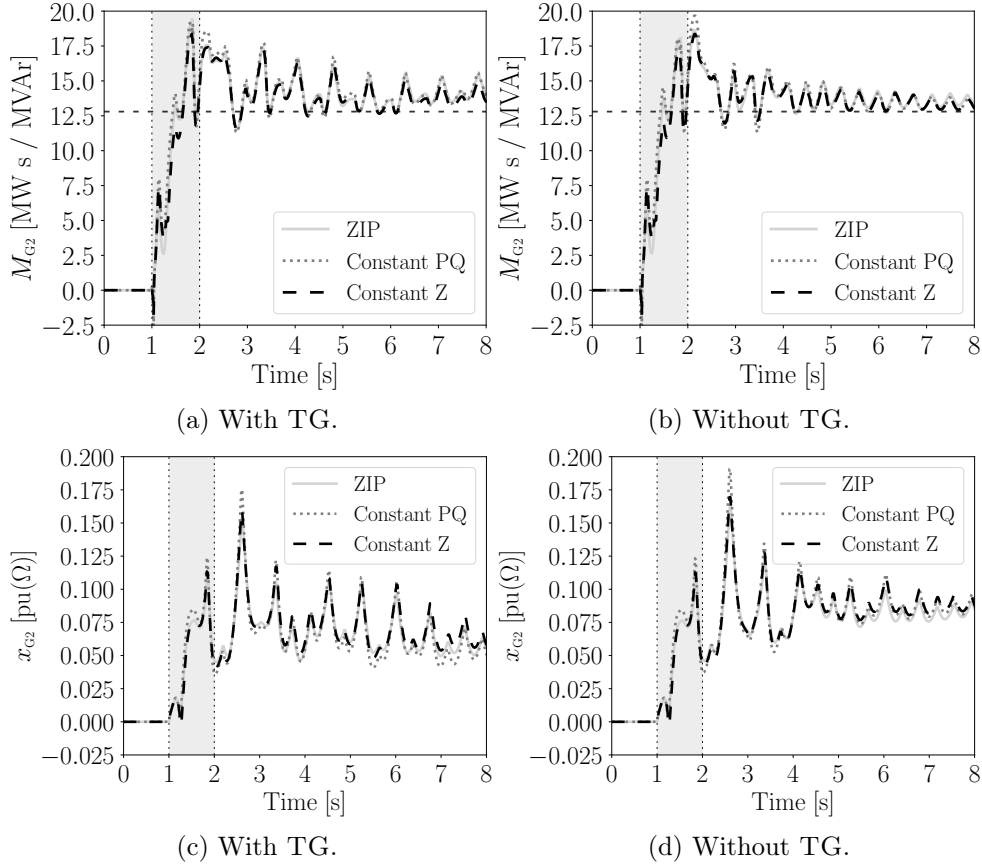 20.0
17.5
15.0
12.5
10.0
7.5
5.0
2.5
0.0
−2.5
M_G2 [MW s / MVAr]
ZIP
Constant PQ
Constant Z
0 1 2 3 4 5 6 7 8
Time [s]
(a) With TG.
20.0
17.5
15.0
12.5
10.0
7.5
5.0
2.5
0.0
−2.5
M_G2 [MW s / MVAr]
ZIP
Constant PQ
Constant Z
0 1 2 3 4 5 6 7 8
Time [s]
(b) Without TG.
0.200
0.175
0.150
0.125
0.100
0.075
0.050
0.025
0.000
−0.025
x_G2 [pu(Ω)]
ZIP
Constant PQ
Constant Z
0 1 2 3 4 5 6 7 8
Time [s]
(c) With TG.
0.200
0.175
0.150
0.125
0.100
0.075
0.050
0.025
0.000
−0.025
x_G2 [pu(Ω)]
ZIP
Constant PQ
Constant Z
0 1 2 3 4 5 6 7 8
Time [s]
(d) Without TG.